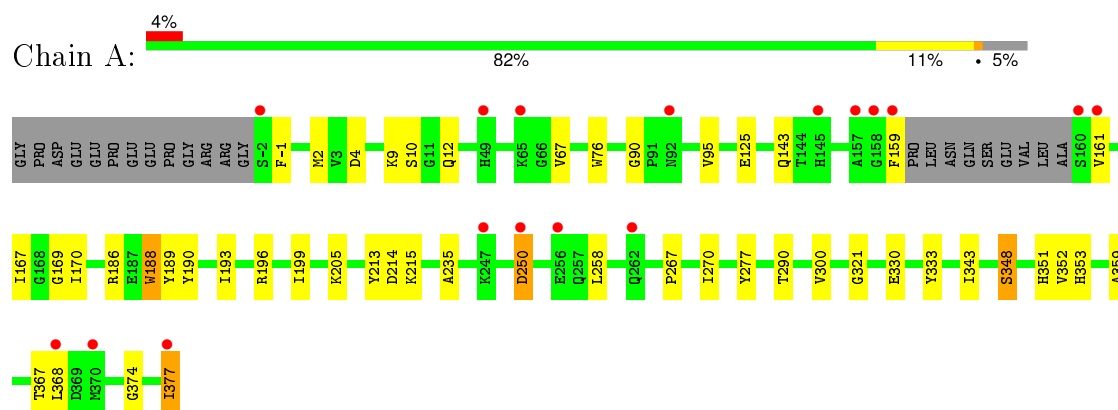 4%
Chain A:
82% 11% • 5%
GLY PRO ASP GLU GLU PRO GLU GLU PRO GLY ARG ARG GLY S-2 F-1 M2 V3 D4 K9 S10 G11 Q12 H49 K65 G66 V67 W76 G90 P91 N92 V95 E125 Q143 T144 H145 A157 G158 F159 PRO LEU ASN GLN SER GLU VAL LEU ALA S160 V161
I167 G168 G169 I170 R186 E187 W188 Y189 Y190 I193 R196 I199 K205 Y213 D214 K215 A235 K247 D250 E256 Q257 L258 Q262 P267 I270 Y277 T290 V300 G321 E330 Y333 I343 S348 H351 V352 H353 A359
T367 L368 D369 M370 G374 I377